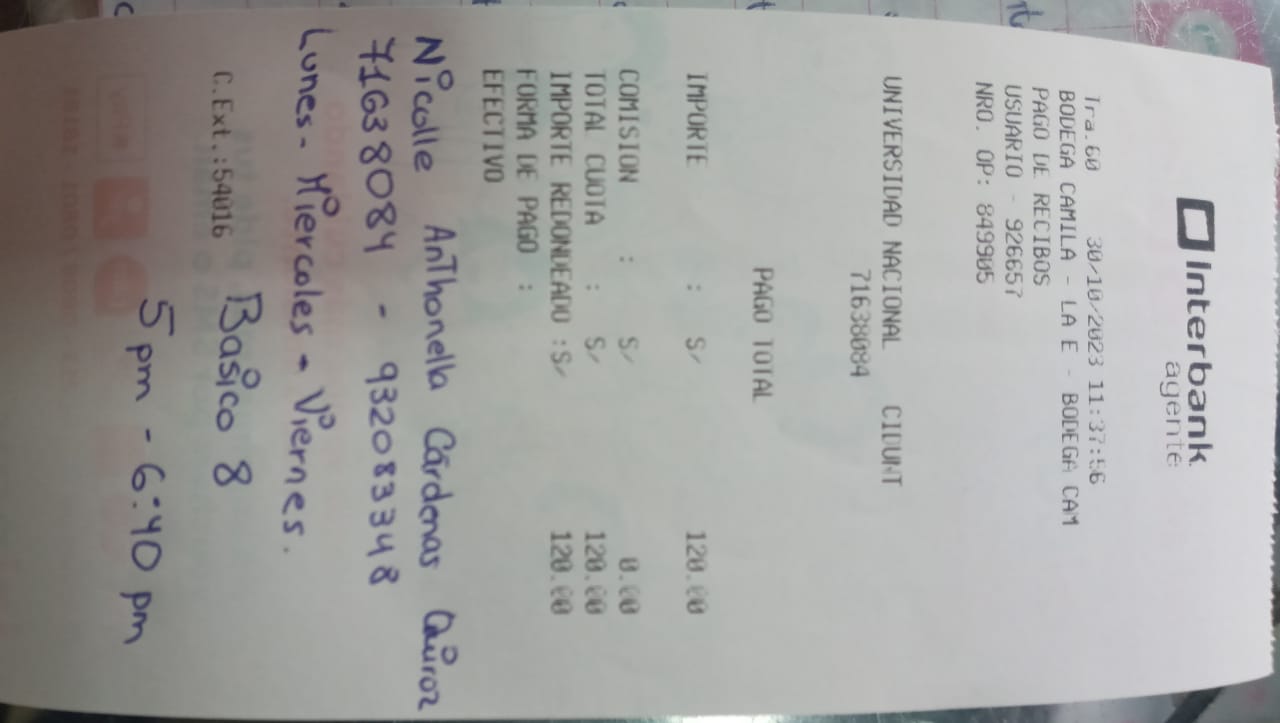 Interbank
agente
Tra.60 30/10/2023 11:37:56
BODEGA CAMILA - LA E - BODEGA CAM
PAGO DE RECIBOS
USUARIO - 926657
NRO. OP: 849905
UNIVERSIDAD NACIONAL CIDUNT
71638084
PAGO TOTAL
IMPORTE : S/ 120.00
COMISION : S/ 0.00
TOTAL CUOTA : S/ 120.00
IMPORTE REDONDEADO :S/ 120.00
FORMA DE PAGO :
EFECTIVO
Nicolle AnThonella Cárdenas Quiroz
71638084 - 932083348
Lunes - Miercoles - Viernes.
C.Ext.:54016 Basico 8
5 pm - 6:40 pm